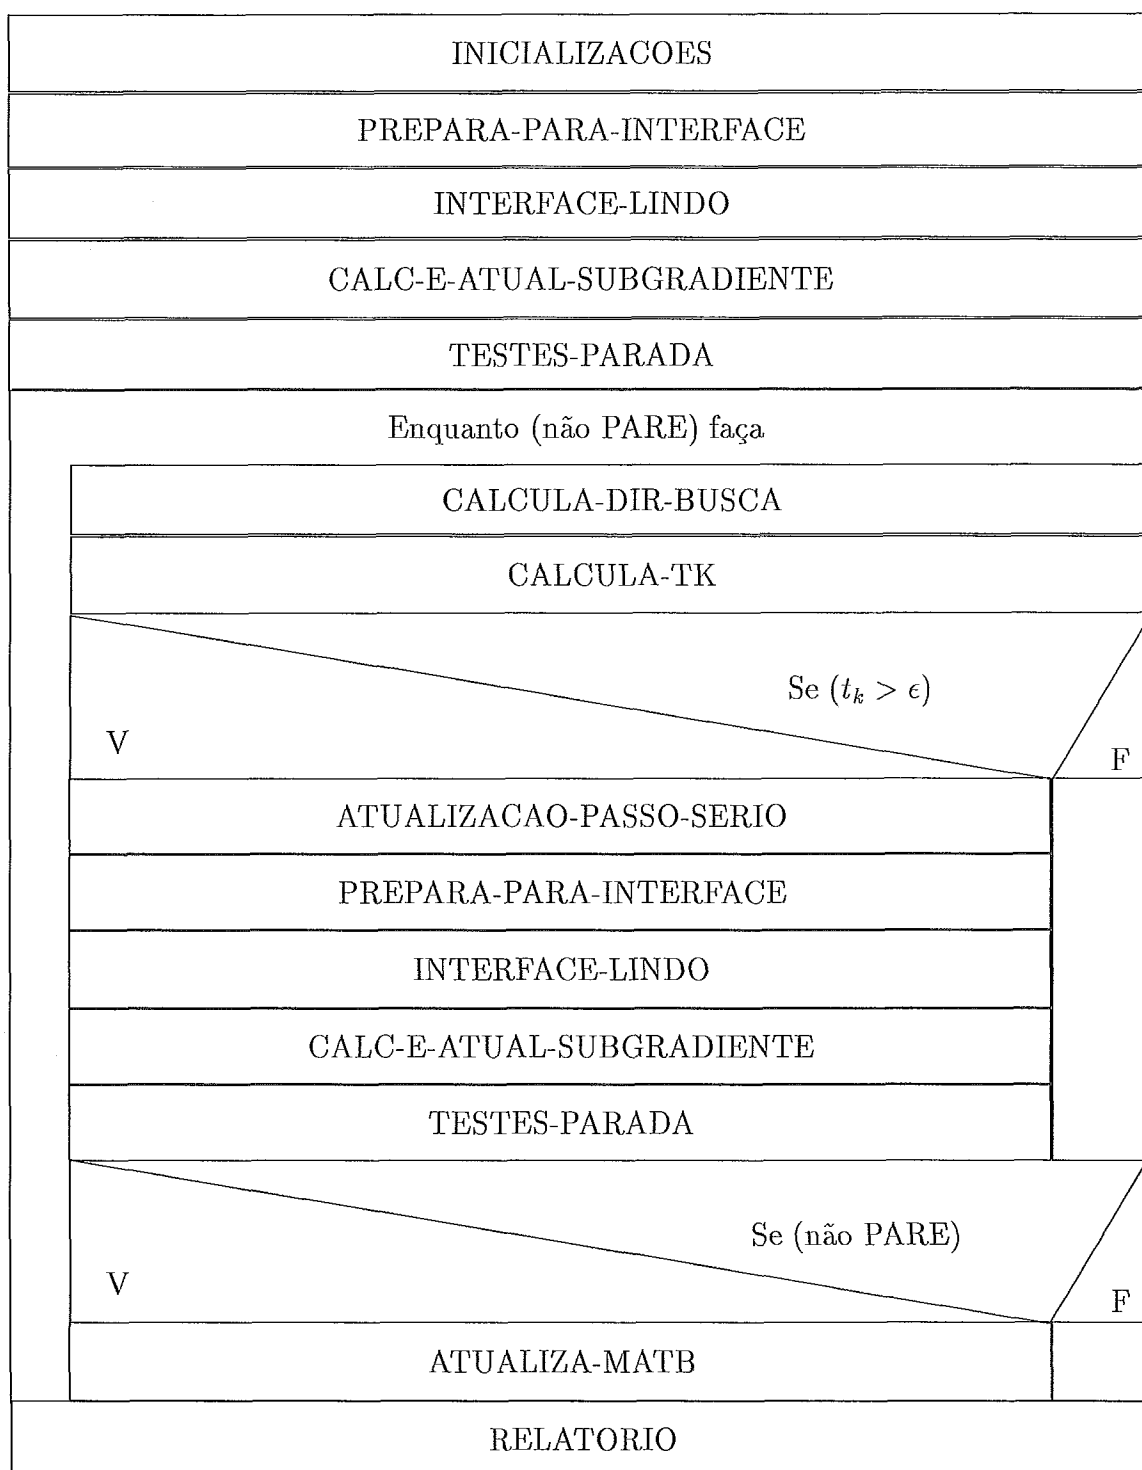 INICIALIZACOES
PREPARA-PARA-INTERFACE
INTERFACE-LINDO
CALC-E-ATUAL-SUBGRADIENTE
TESTES-PARADA
Enquanto (não PARE) faça
CALCULA-DIR-BUSCA
CALCULA-TK
Se (t_k > ϵ)
V
F
ATUALIZACAO-PASSO-SERIO
PREPARA-PARA-INTERFACE
INTERFACE-LINDO
CALC-E-ATUAL-SUBGRADIENTE
TESTES-PARADA
Se (não PARE)
V
F
ATUALIZA-MATB
RELATORIO